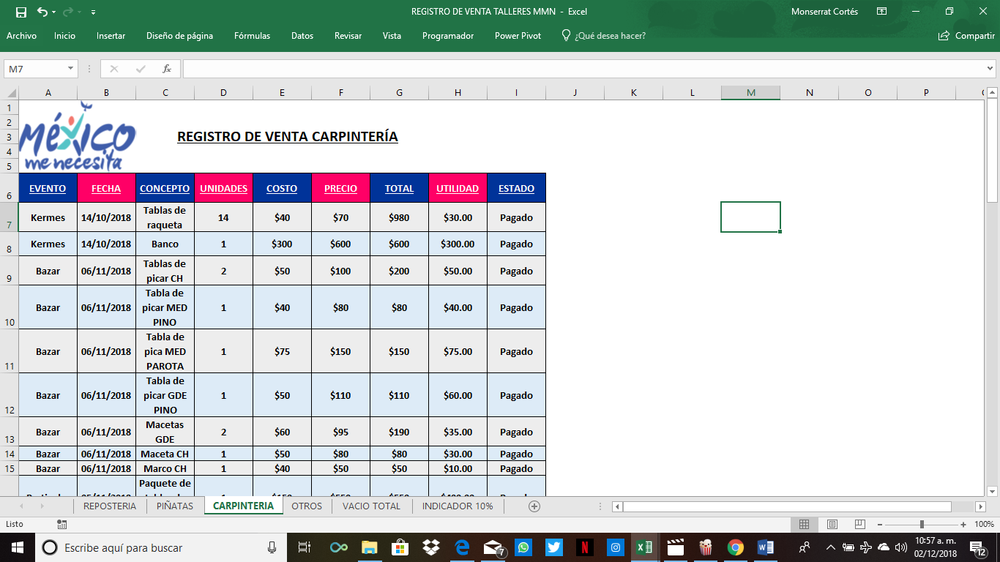 REGISTRO DE VENTA TALLERES MMN - Excel
Monserrat Cortés
Archivo Inicio Insertar Diseño de página Fórmulas Datos Revisar Vista Programador Power Pivot ¿Qué desea hacer? Compartir
M7 fx
A B C D E F G H I J K L M N O P
1
2
3
4
5
MéXICO
me necesita
REGISTRO DE VENTA CARPINTERÍA
6 EVENTO FECHA CONCEPTO UNIDADES COSTO PRECIO TOTAL UTILIDAD ESTADO
7 Kermes 14/10/2018 Tablas de raqueta 14 $40 $70 $980 $30.00 Pagado
8 Kermes 14/10/2018 Banco 1 $300 $600 $600 $300.00 Pagado
9 Bazar 06/11/2018 Tablas de picar CH 2 $50 $100 $200 $50.00 Pagado
10 Bazar 06/11/2018 Tabla de picar MED PINO 1 $40 $80 $80 $40.00 Pagado
11 Bazar 06/11/2018 Tabla de pica MED PAROTA 1 $75 $150 $150 $75.00 Pagado
12 Bazar 06/11/2018 Tabla de picar GDE PINO 1 $50 $110 $110 $60.00 Pagado
13 Bazar 06/11/2018 Macetas GDE 2 $60 $95 $190 $35.00 Pagado
14 Bazar 06/11/2018 Maceta CH 1 $50 $80 $80 $30.00 Pagado
15 Bazar 06/11/2018 Marco CH 1 $40 $50 $50 $10.00 Pagado
Paquete de
REPOSTERIA PIÑATAS CARPINTERIA OTROS VACIO TOTAL INDICADOR 10%
Listo 100%
Escribe aquí para buscar
7
10:57 a. m.
02/12/2018
12